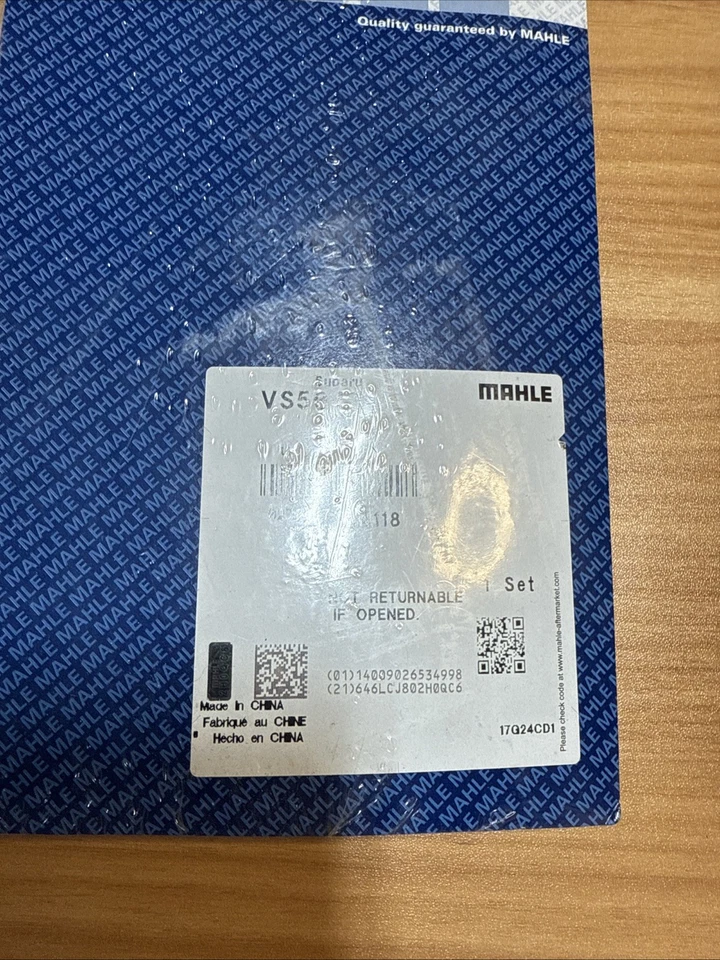 Quality guaranteed by MAHLE
MAHLE
118
1 Set
RETURNABLE
IF OPENED.
(01)14009026534998
(21)646LCJ802H0QC6
Made In CHINA
Fabriqué au CHINE
Hecho en CHINA
17Q24CD1
Please check code at www.mahle-aftermarket.com